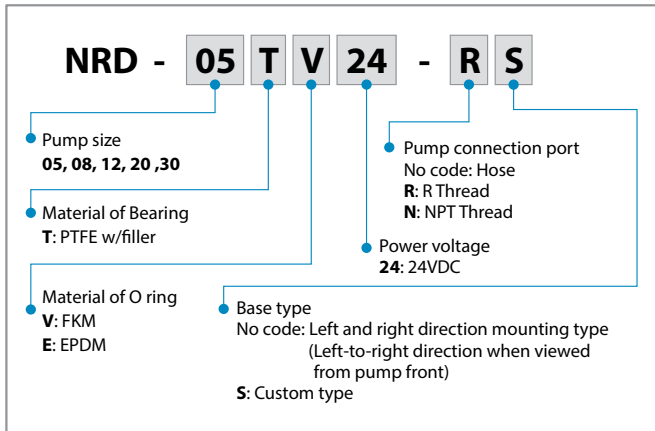 NRD - 05 T V 24 - R S
Pump size
05, 08, 12, 20 ,30
Material of Bearing
T: PTFE w/filler
Material of O ring
V: FKM
E: EPDM
Pump connection port
No code: Hose
R: R Thread
N: NPT Thread
Power voltage
24: 24VDC
Base type
No code: Left and right direction mounting type
(Left-to-right direction when viewed
from pump front)
S: Custom type